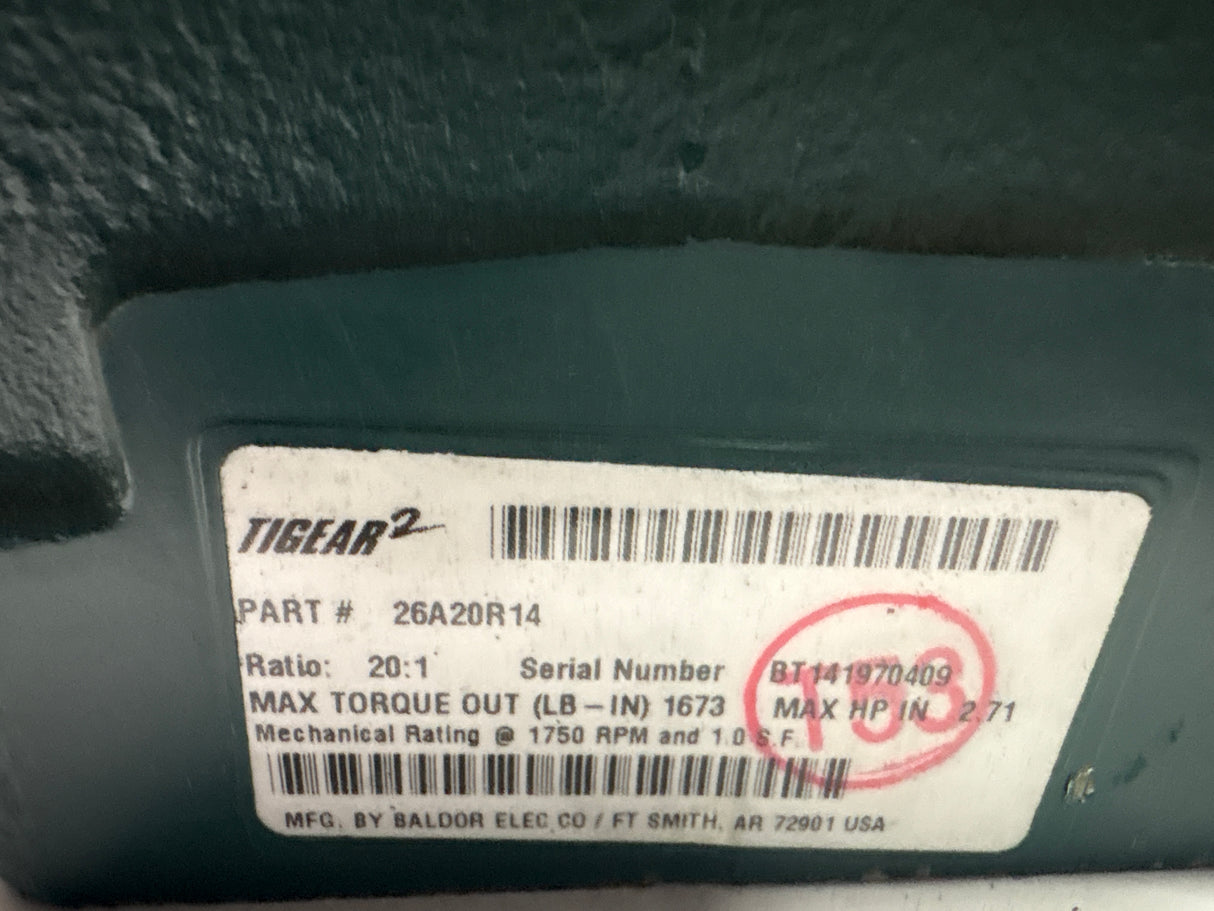 TIGEAR2
PART # 26A20R14
Ratio: 20:1 Serial Number BT141970409
MAX TORQUE OUT (LB-IN) 1673 MAX HP IN 2.71
Mechanical Rating @ 1750 RPM and 1.0 S.F.
MFG. BY BALDOR ELEC CO / FT SMITH, AR 72901 USA
T53